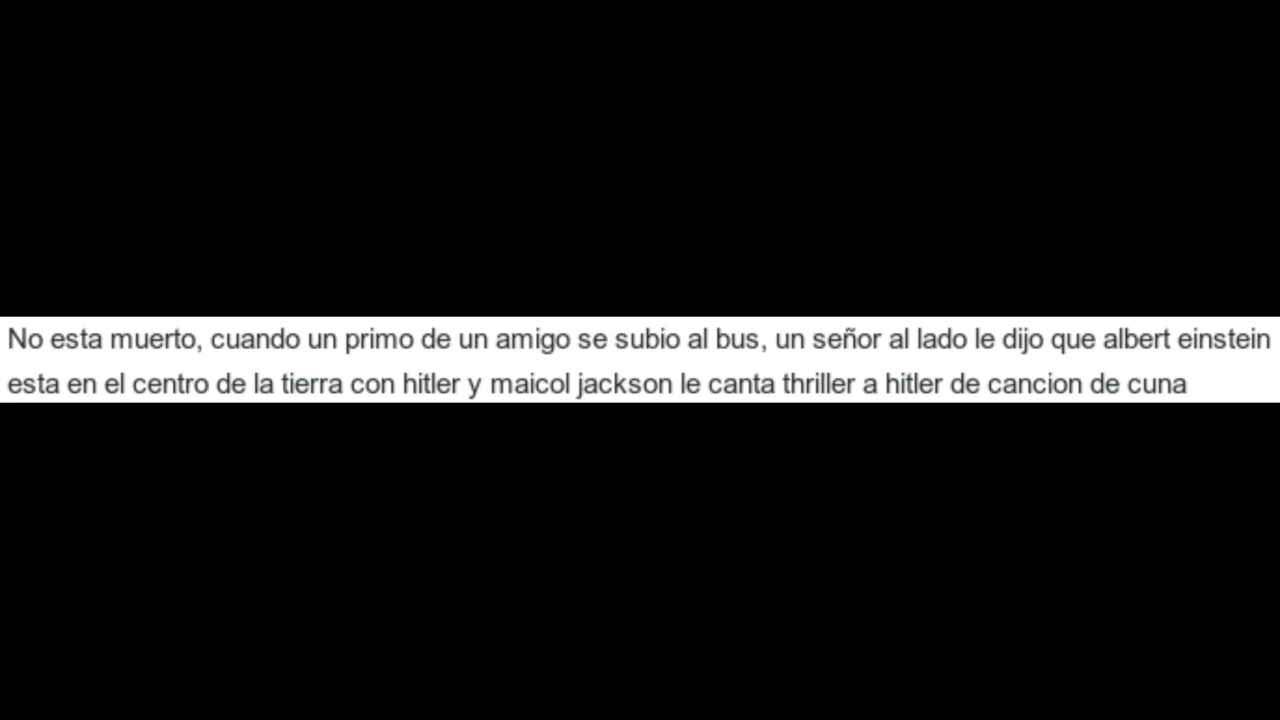 No esta muerto, cuando un primo de un amigo se subio al bus, un señor al lado le dijo que albert einstein
esta en el centro de la tierra con hitler y maicol jackson le canta thriller a hitler de cancion de cuna